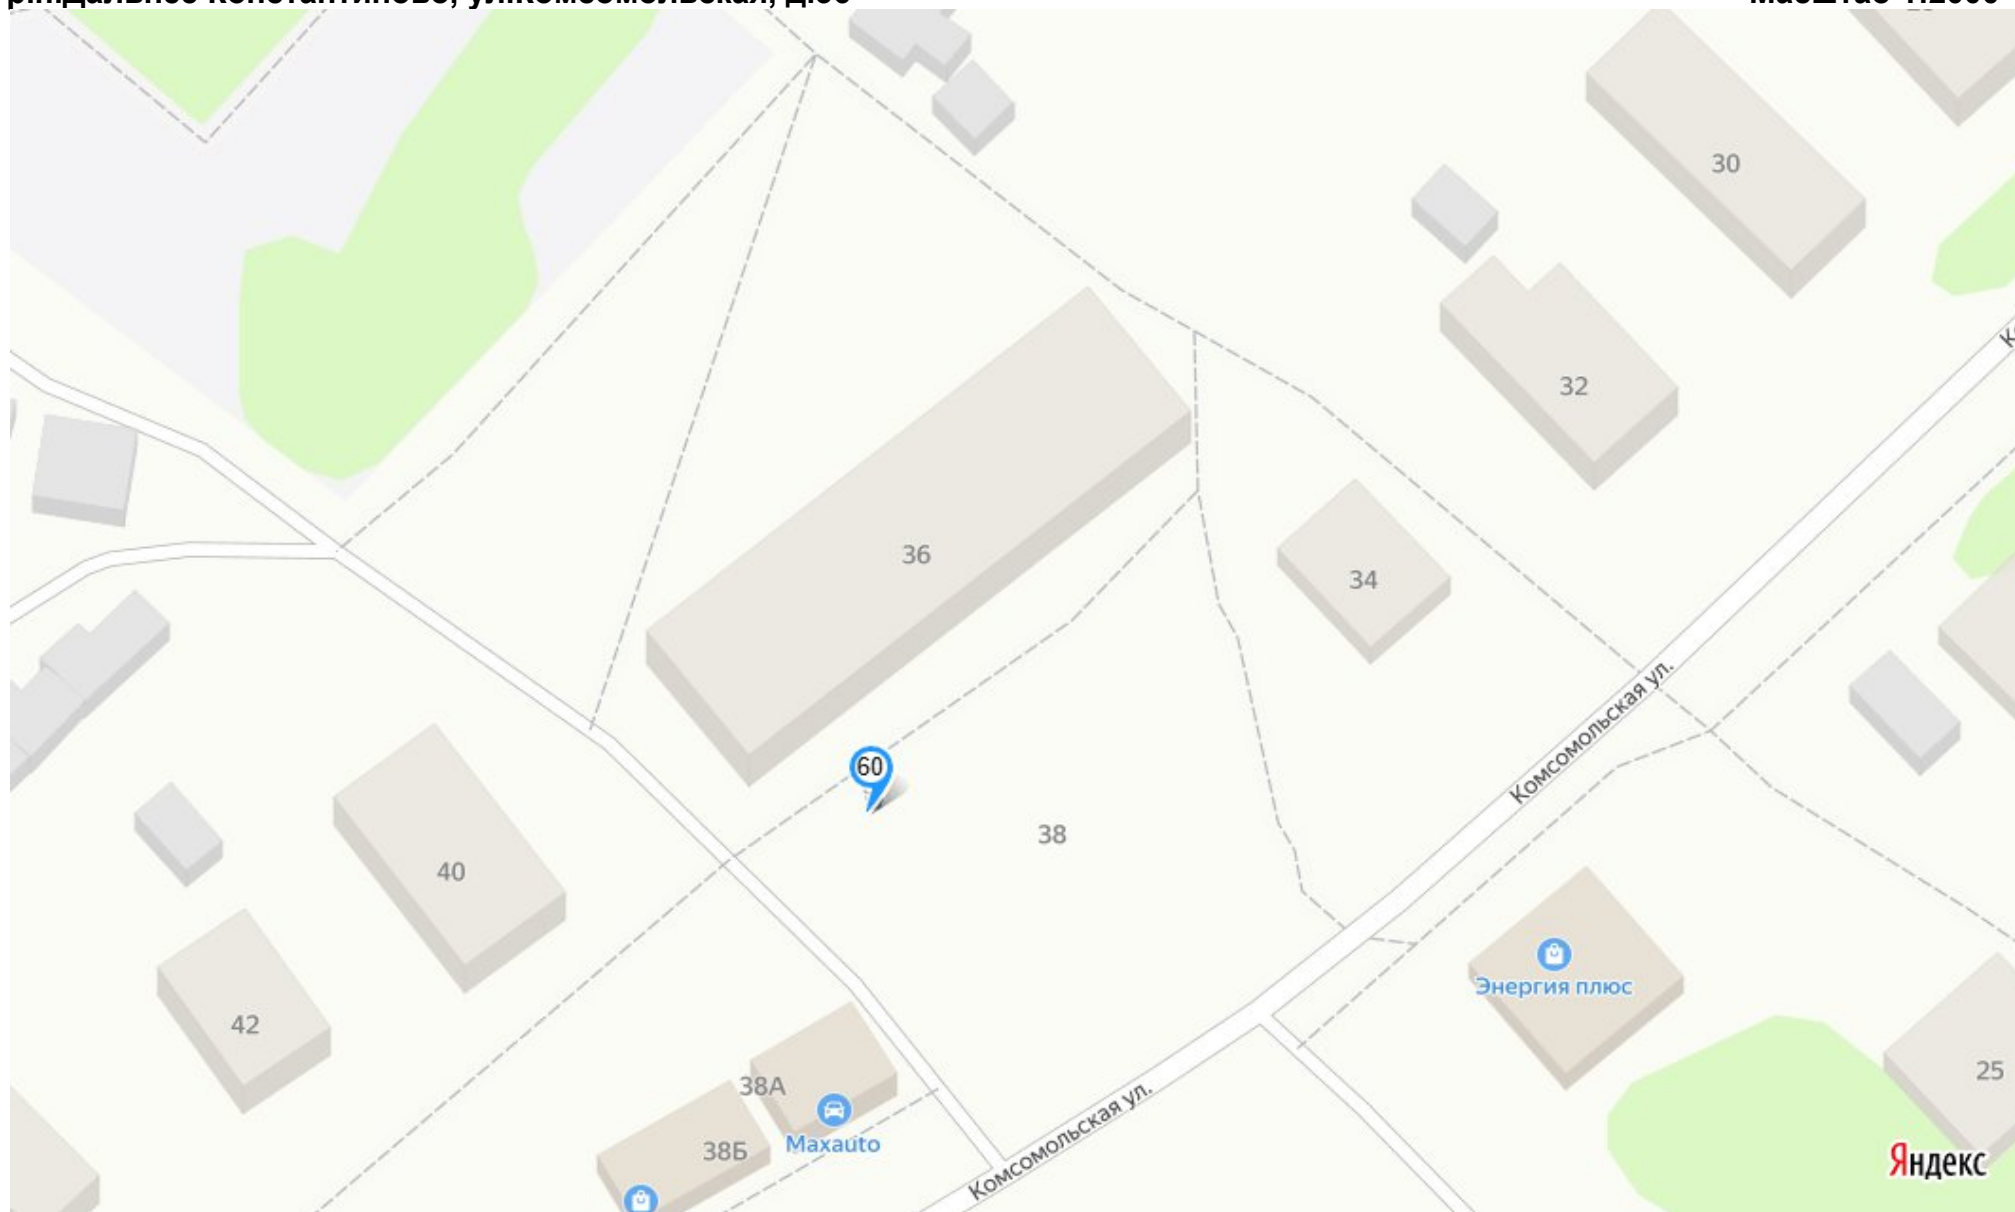 30
32
36
34
Комсомольская ул.
60
38
40
Энергия плюс
42
25
38А
38Б
Maxauto
Комсомольская ул.
Яндекс